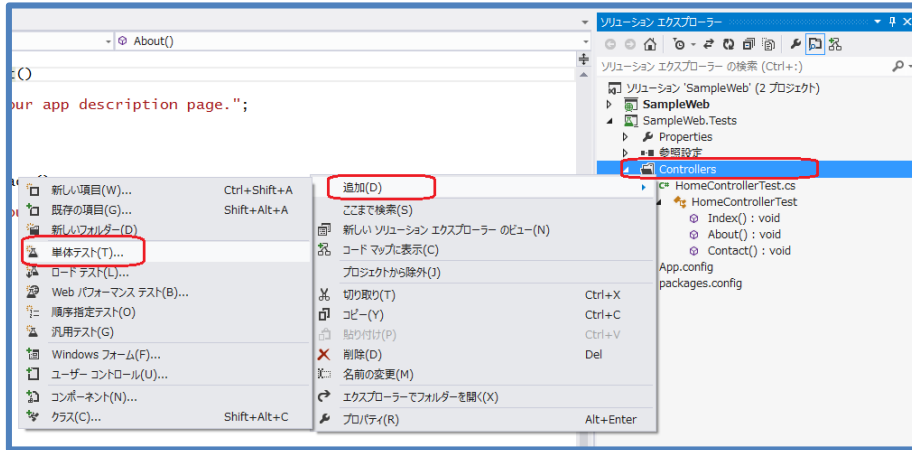 About()
:()
our app description page.";
ソリューション エクスプローラー
ソリューション エクスプローラー の検索 (Ctrl+:)
ソリューション 'SampleWeb' (2 プロジェクト)
SampleWeb
SampleWeb.Tests
Properties
参照設定
Controllers
C# HomeControllerTest.cs
HomeControllerTest
Index() : void
About() : void
Contact() : void
App.config
packages.config
追加(D)
ここまで検索(S)
新しい ソリューション エクスプローラー のビュー(N)
コード マップに表示(C)
プロジェクトから除外(J)
切り取り(T) Ctrl+X
コピー(Y) Ctrl+C
貼り付け(P) Ctrl+V
削除(D) Del
名前の変更(M)
エクスプローラーでフォルダーを開く(X)
プロパティ(R) Alt+Enter
新しい項目(W)... Ctrl+Shift+A
既存の項目(G)... Shift+Alt+A
新しいフォルダー(D)
単体テスト(T)...
ロード テスト(L)...
Web パフォーマンス テスト(B)...
順序指定テスト(O)
汎用テスト(G)
Windows フォーム(F)...
ユーザー コントロール(U)...
コンポーネント(N)...
クラス(C)... Shift+Alt+C